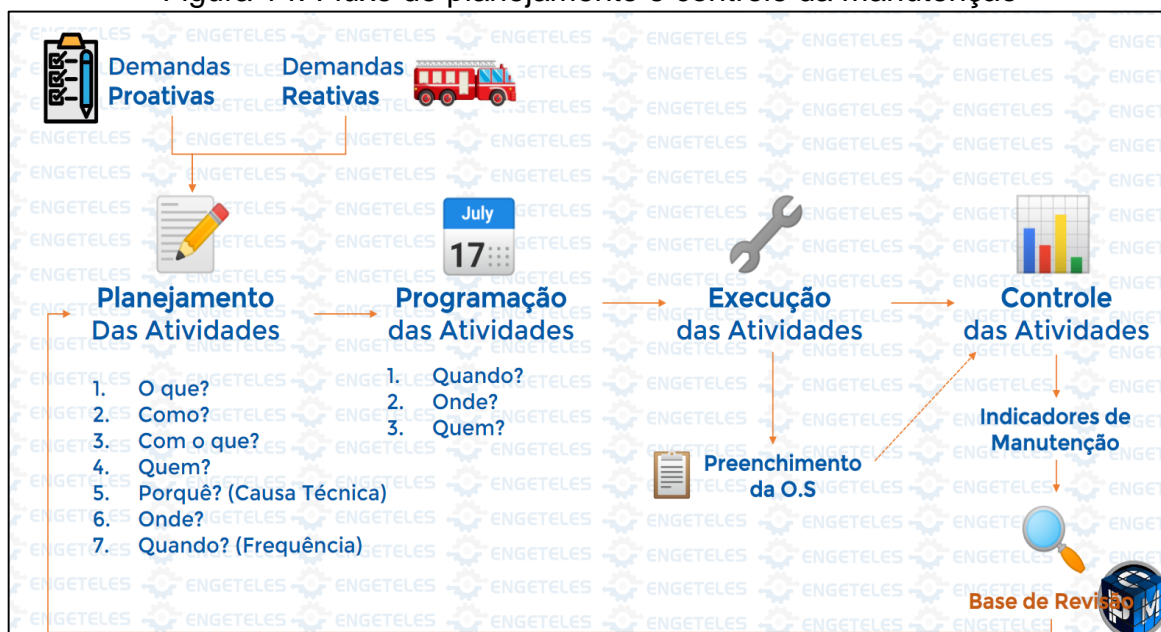 Demandas
Proativas
Demandas
Reativas
July
17
Planejamento
Das Atividades
1. O que?
2. Como?
3. Com o que?
4. Quem?
5. Porquê? (Causa Técnica)
6. Onde?
7. Quando? (Frequência)
Programação
das Atividades
1. Quando?
2. Onde?
3. Quem?
Execução
das Atividades
Preenchimento
da O.S
Controle
das Atividades
Indicadores de
Manutenção
Base de Revisão
ENGETELES